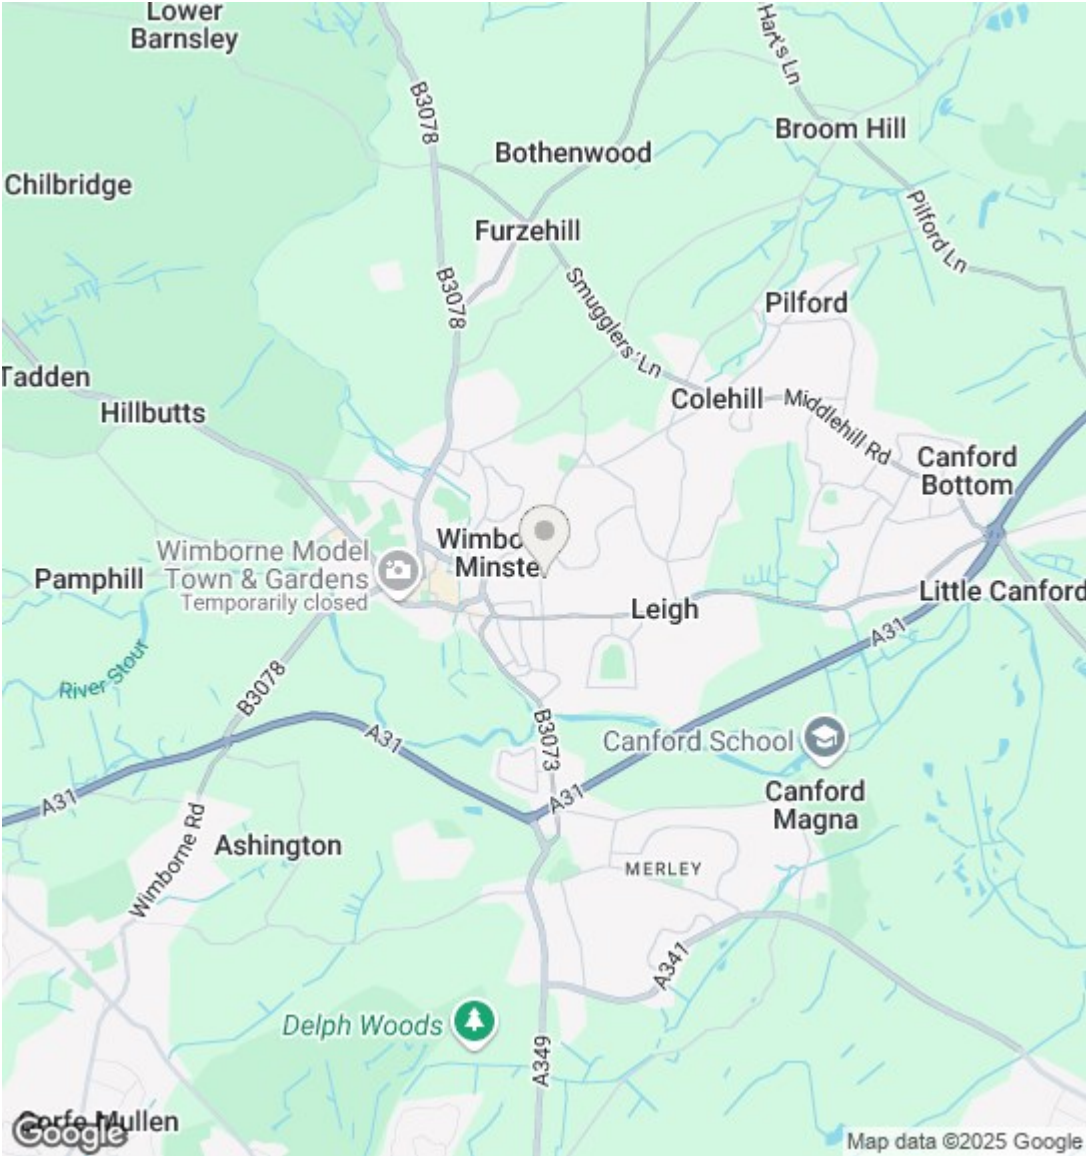 Lower
Barnsley
Hart's Ln
B3078
Broom Hill
Bothenwood
Chilbridge
Pilford Ln
Furzehill
B3078
Smugglers' Ln
Pilford
Tadden
Hillbutts
Colehill
Middlehill Rd
Canford
Bottom
Wimborne Model
Town & Gardens
Temporarily closed
Wimbo
Minste
Pamphill
Little Canford
Leigh
A31
River Stour
B3078
A31
B3073
Canford School
A31
A31
Canford
Magna
Wimborne Rd
Ashington
MERLEY
A341
Delph Woods
A349
Corfe Mullen
Google
Map data ©2025 Google